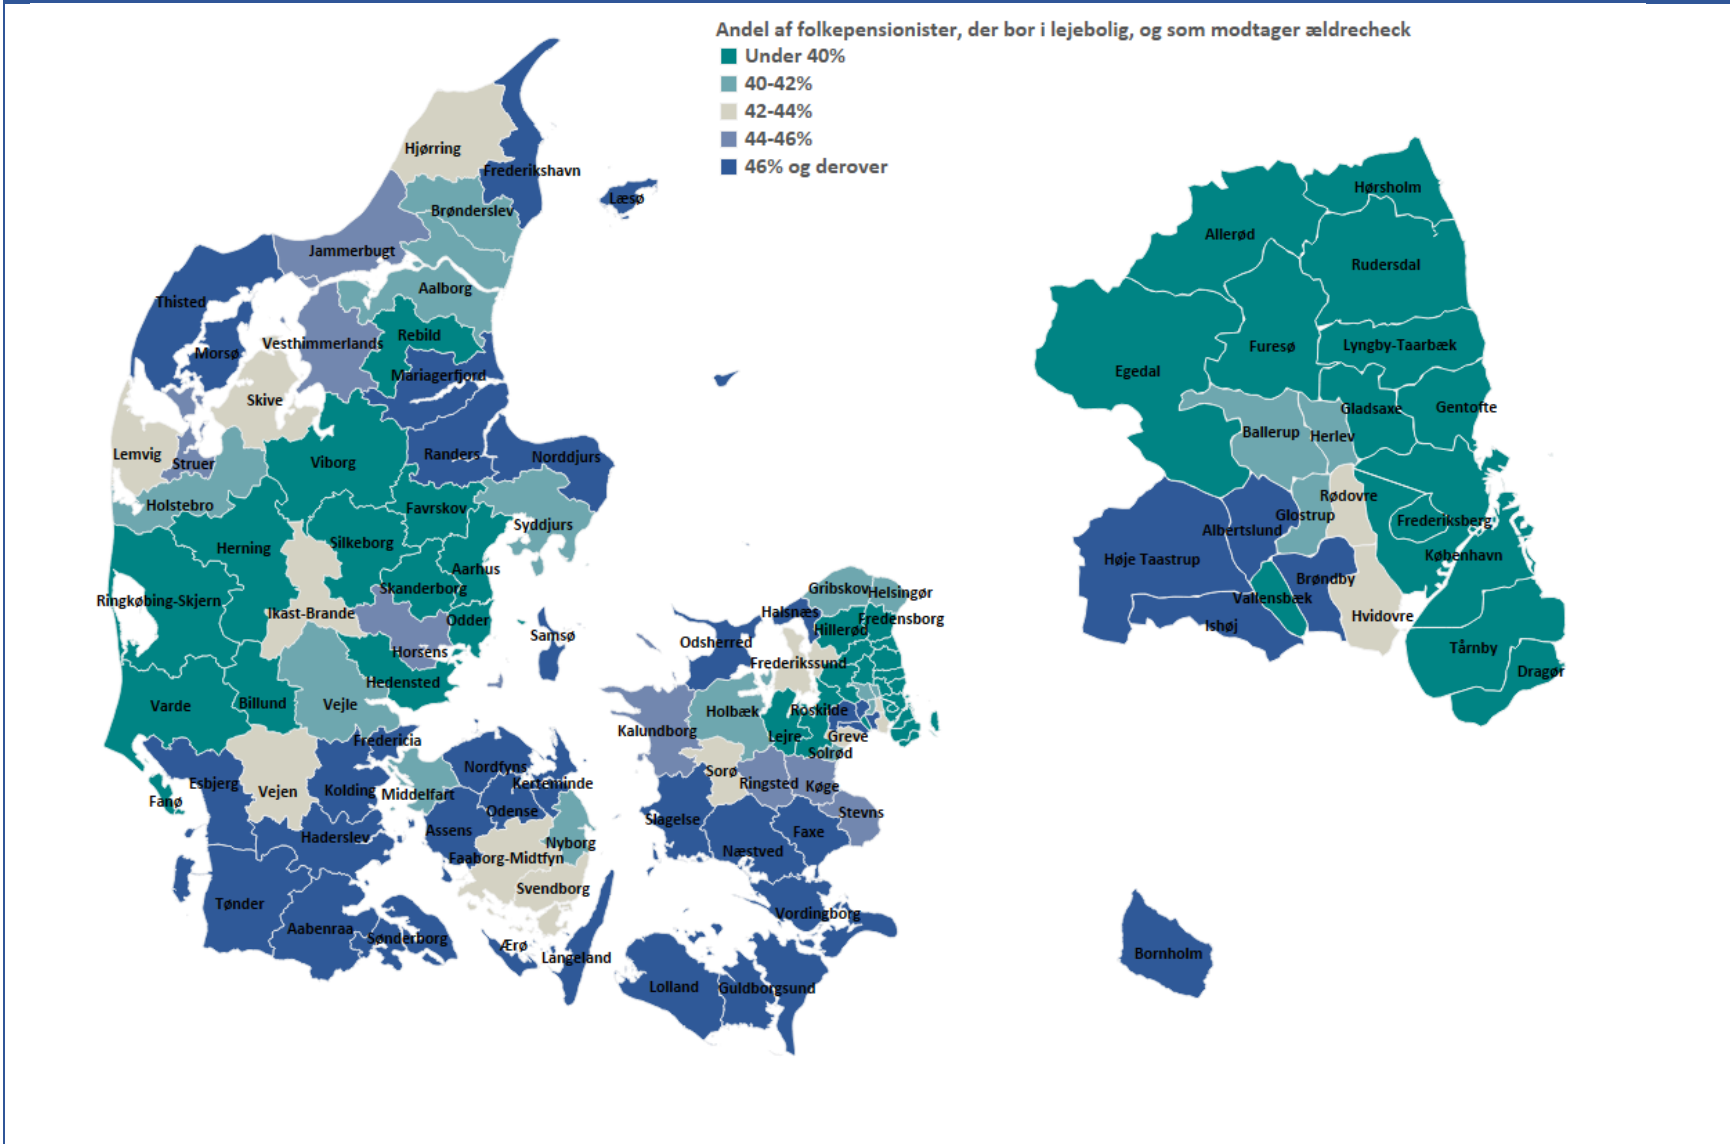 Andel af folkepensionister, der bor i lejebolig, og som modtager ældrecheck
Under 40%
40-42%
42-44%
44-46%
46% og derover
Hjørring
Frederikshavn
Læsø
Brønderslev
Jammerbugt
Aalborg
Thisted
Rebild
Vesthimmerlands
Morsø
Mariagerfjord
Skive
Lemvig
Struer
Viborg
Randers
Norddjurs
Holstebro
Favrskov
Syddjurs
Herning
Silkeborg
Aarhus
Skanderborg
Ringkøbing-Skjern
Ikast-Brande
Odder
Samsø
Horsens
Hedensted
Varde
Billund
Vejle
Fredericia
Esbjerg
Vejen
Kolding
Fanø
Haderslev
Tønder
Aabenraa
Sønderborg
Middelfart
Nordfyns
Kerteminde
Odense
Assens
Nyborg
Faaborg-Midtfyn
Svendborg
Ærø
Langeland
Gribskov
Helsingør
Halsnæs
Fredensborg
Hillerød
Odsherred
Frederikssund
Holbæk
Roskilde
Kalundborg
Lejre
Greve
Solrød
Sorø
Ringsted
Køge
Stevns
Slagelse
Faxe
Næstved
Vordingborg
Lolland
Guldborgsund
Hørsholm
Allerød
Rudersdal
Furesø
Lyngby-Taarbæk
Egedal
Gladsaxe
Gentofte
Ballerup
Herlev
Rødovre
Glostrup
Frederiksberg
Albertslund
København
Høje Taastrup
Brøndby
Vallensbæk
Hvidovre
Ishøj
Tårnby
Dragør
Bornholm